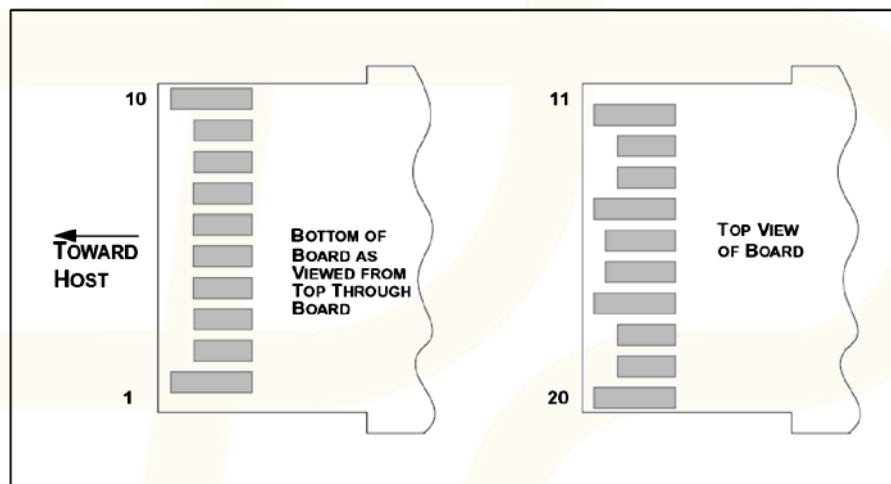 10
1
TOWARD
HOST
BOTTOM OF
BOARD AS
VIEWED FROM
TOP THROUGH
BOARD
11
20
TOP VIEW
OF BOARD